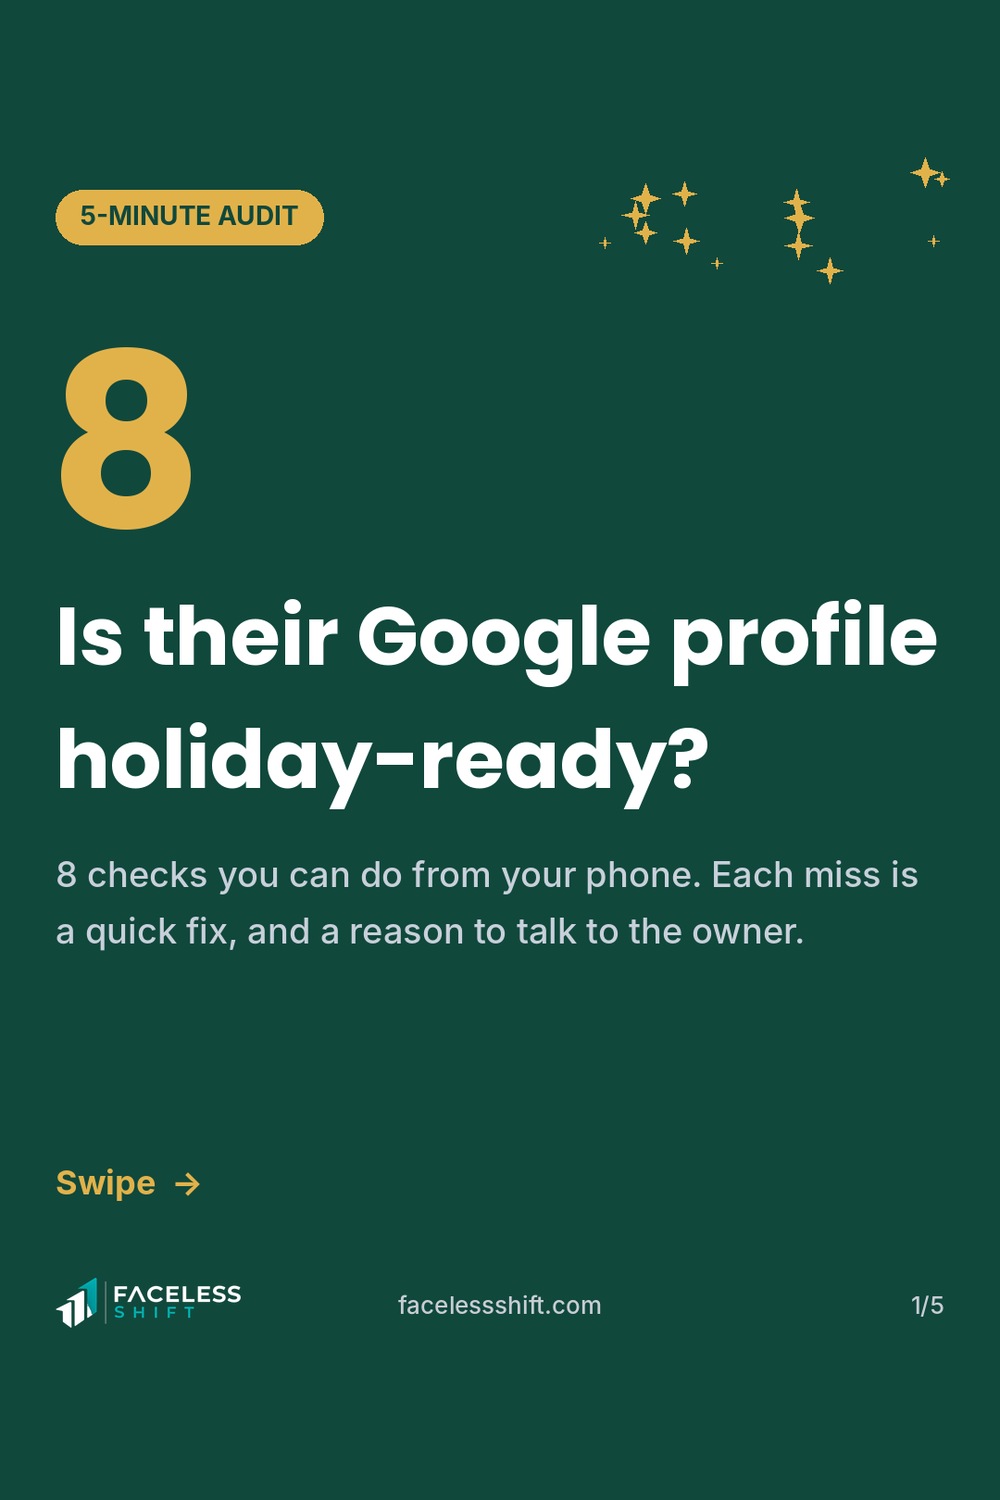 5-MINUTE AUDIT
8
Is their Google profile
holiday-ready?
8 checks you can do from your phone. Each miss is
a quick fix, and a reason to talk to the owner.
Swipe →
FACELESS
SHIFT
facelessshift.com
1/5